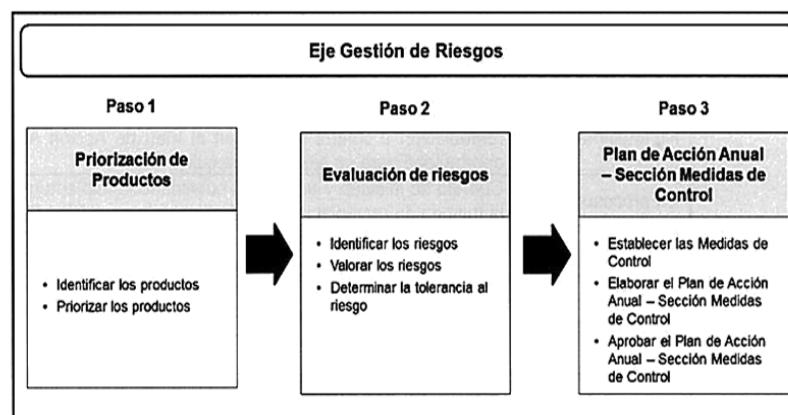 Eje Gestión de Riesgos
Paso 1
Priorización de
Productos
• Identificar los productos
• Priorizar los productos
Paso 2
Evaluación de riesgos
• Identificar los riesgos
• Valorar los riesgos
• Determinar la tolerancia al
riesgo
Paso 3
Plan de Acción Anual
– Sección Medidas de
Control
• Establecer las Medidas de
Control
• Elaborar el Plan de Acción
Anual – Sección Medidas
de Control
• Aprobar el Plan de Acción
Anual – Sección Medidas
de Control